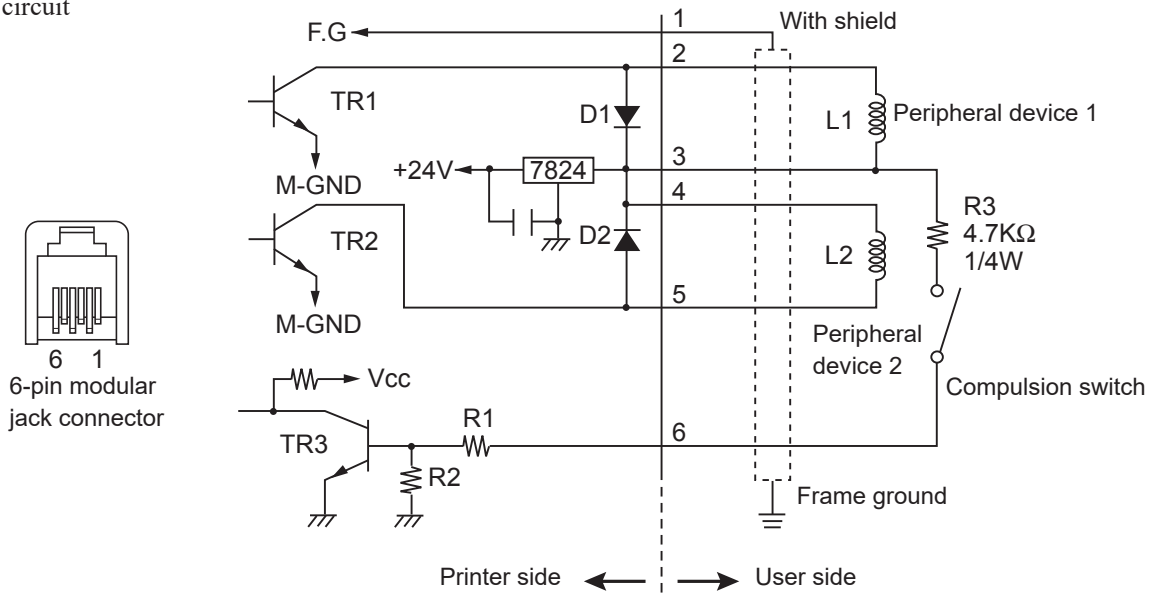 circuit
1
With shield
F.G
2
TR1
D1
L1
Peripheral device 1
M-GND
+24V
7824
3
4
R3
4.7KΩ
1/4W
TR2
D2
L2
M-GND
5
Peripheral
device 2
6 1
6-pin modular
jack connector
Vcc
Compulsion switch
TR3
R1
6
R2
Frame ground
Printer side
User side